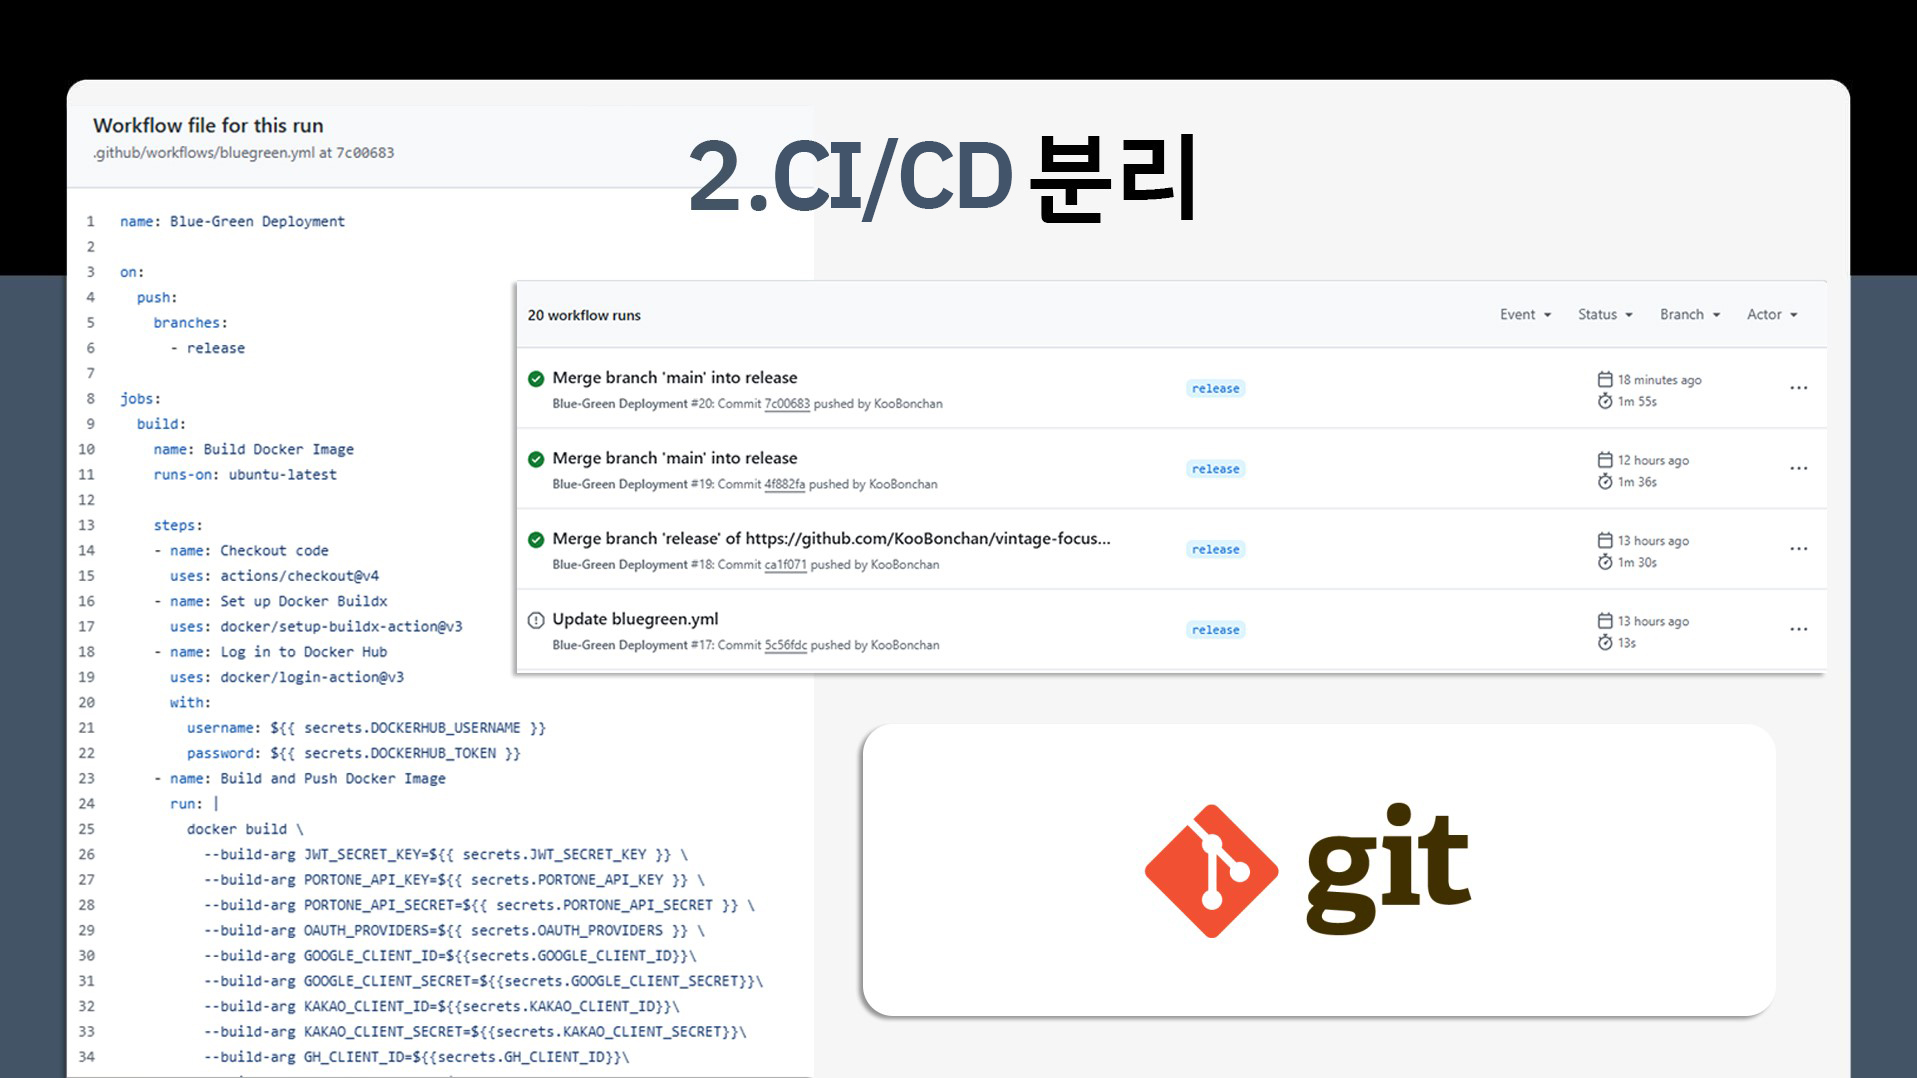 2.CI/CD 분리
Workflow file for this run
.github/workflows/bluegreen.yml at 7c00683
1 name: Blue-Green Deployment
2
3 on:
4 push:
5 branches:
6 - release
7
8 jobs:
9 build:
10 name: Build Docker Image
11 runs-on: ubuntu-latest
12
13 steps:
14 - name: Checkout code
15 uses: actions/checkout@v4
16 - name: Set up Docker Buildx
17 uses: docker/setup-buildx-action@v3
18 - name: Log in to Docker Hub
19 uses: docker/login-action@v3
20 with:
21 username: ${{ secrets.DOCKERHUB_USERNAME }}
22 password: ${{ secrets.DOCKERHUB_TOKEN }}
23 - name: Build and Push Docker Image
24 run: |
25 docker build \
26 --build-arg JWT_SECRET_KEY=${{ secrets.JWT_SECRET_KEY }} \
27 --build-arg PORTONE_API_KEY=${{ secrets.PORTONE_API_KEY }} \
28 --build-arg PORTONE_API_SECRET=${{ secrets.PORTONE_API_SECRET }} \
29 --build-arg OAUTH_PROVIDERS=${{ secrets.OAUTH_PROVIDERS }} \
30 --build-arg GOOGLE_CLIENT_ID=${{secrets.GOOGLE_CLIENT_ID}}\
31 --build-arg GOOGLE_CLIENT_SECRET=${{secrets.GOOGLE_CLIENT_SECRET}}\
32 --build-arg KAKAO_CLIENT_ID=${{secrets.KAKAO_CLIENT_ID}}\
33 --build-arg KAKAO_CLIENT_SECRET=${{secrets.KAKAO_CLIENT_SECRET}}\
34 --build-arg GH_CLIENT_ID=${{secrets.GH_CLIENT_ID}}\
20 workflow runs Event Status Branch Actor
Merge branch 'main' into release
Blue-Green Deployment #20: Commit 7c00683 pushed by KooBonchan
release
18 minutes ago
1m 55s
Merge branch 'main' into release
Blue-Green Deployment #19: Commit 4f882fa pushed by KooBonchan
release
12 hours ago
1m 36s
Merge branch 'release' of https://github.com/KooBonchan/vintage-focus...
Blue-Green Deployment #18: Commit ca1f071 pushed by KooBonchan
release
13 hours ago
1m 30s
Update bluegreen.yml
Blue-Green Deployment #17: Commit 5c56fdc pushed by KooBonchan
release
13 hours ago
13s
git